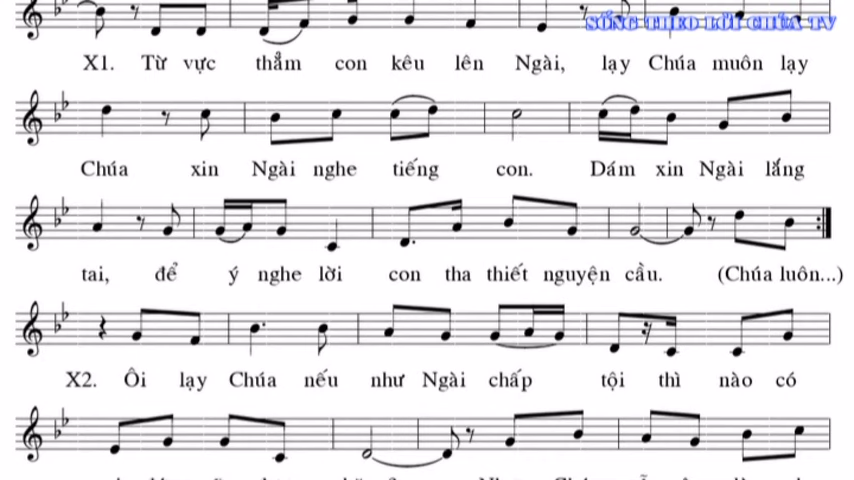 SỐNG THEO LỜI CHÚA TV
X1. Từ vực thẳm con kêu lên Ngài, lạy Chúa muôn lạy
Chúa xin Ngài nghe tiếng con. Dám xin Ngài lắng
tai, để ý nghe lời con tha thiết nguyện cầu. (Chúa luôn...)
X2. Ôi lạy Chúa nếu như Ngài chấp tội thì nào có